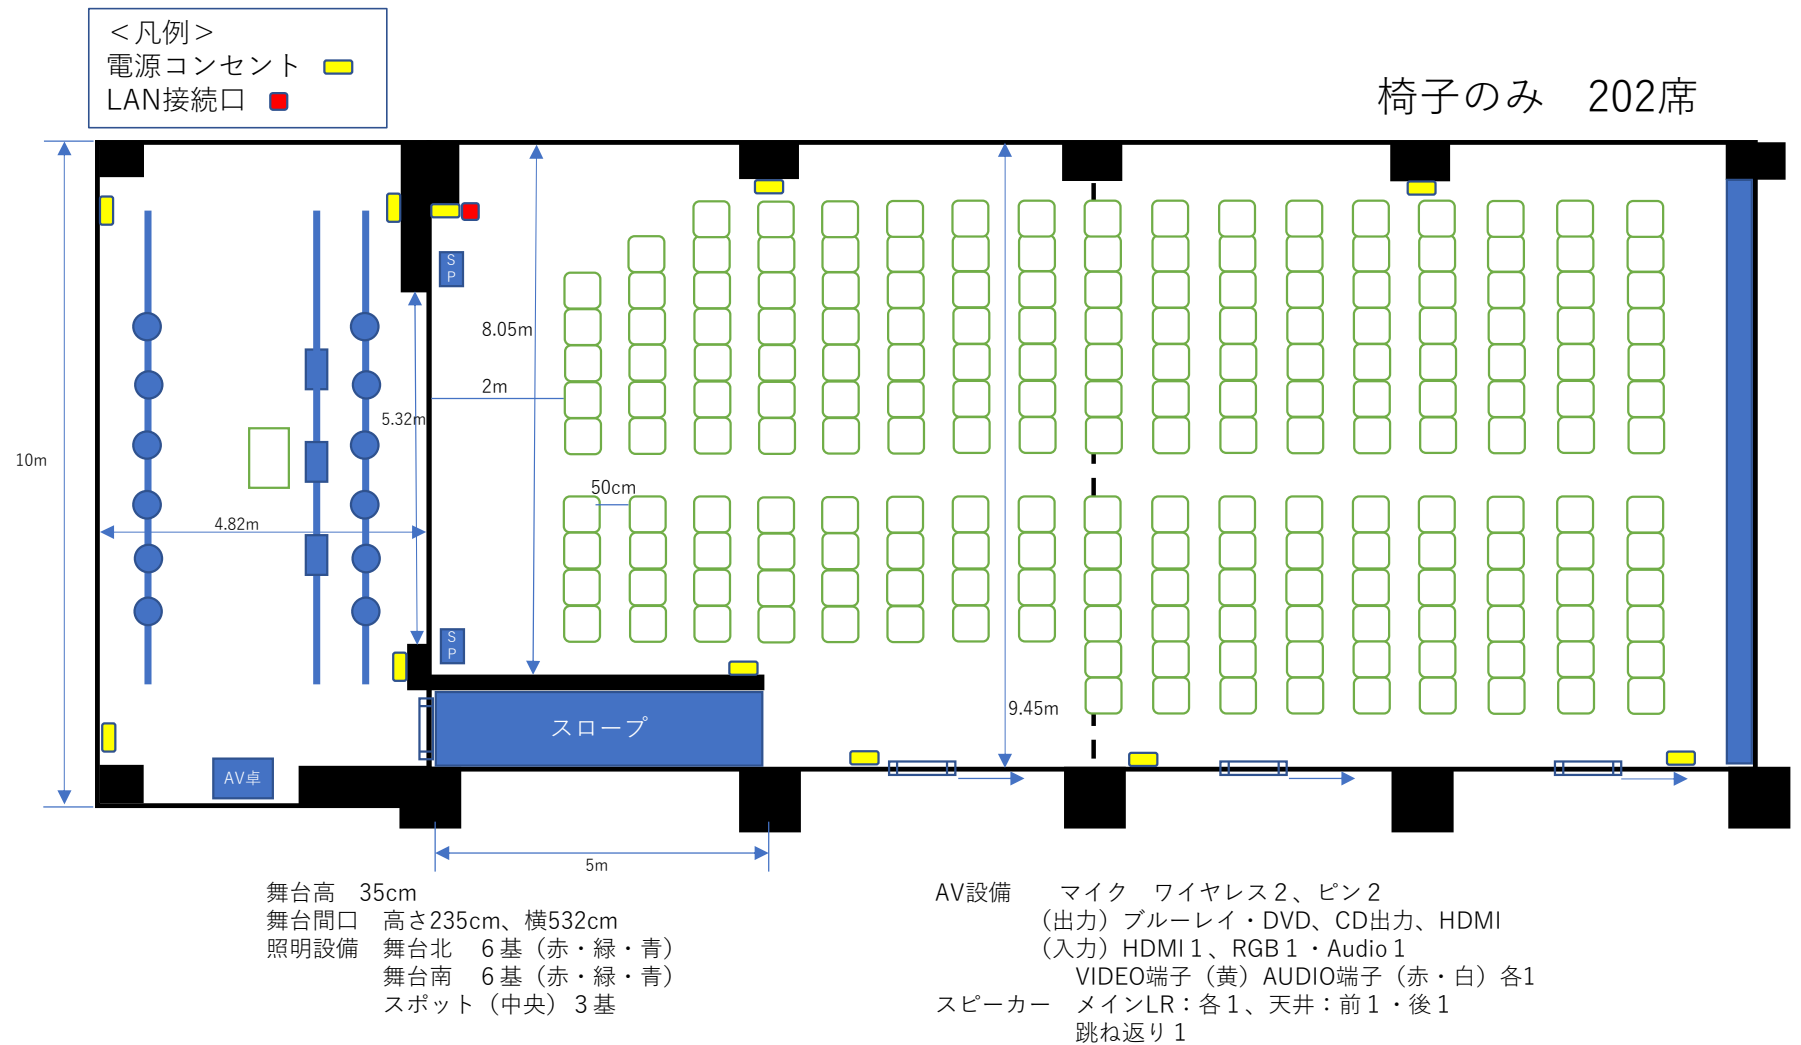 ＜凡例＞
電源コンセント
LAN接続口
椅子のみ　202席
SP
8.05m
2m
5.32m
10m
50cm
4.82m
SP
9.45m
スロープ
AV卓
5m
舞台高　35cm
舞台間口　高さ235cm、横532cm
照明設備　舞台北　６基（赤・緑・青）
舞台南　６基（赤・緑・青）
スポット（中央）３基
AV設備　　マイク　ワイヤレス２、ピン２
（出力）ブルーレイ・DVD、CD出力、HDMI
（入力）HDMI１、RGB１・Audio１
VIDEO端子（黄）AUDIO端子（赤・白）各1
スピーカー　メインLR：各１、天井：前１・後１
跳ね返り１